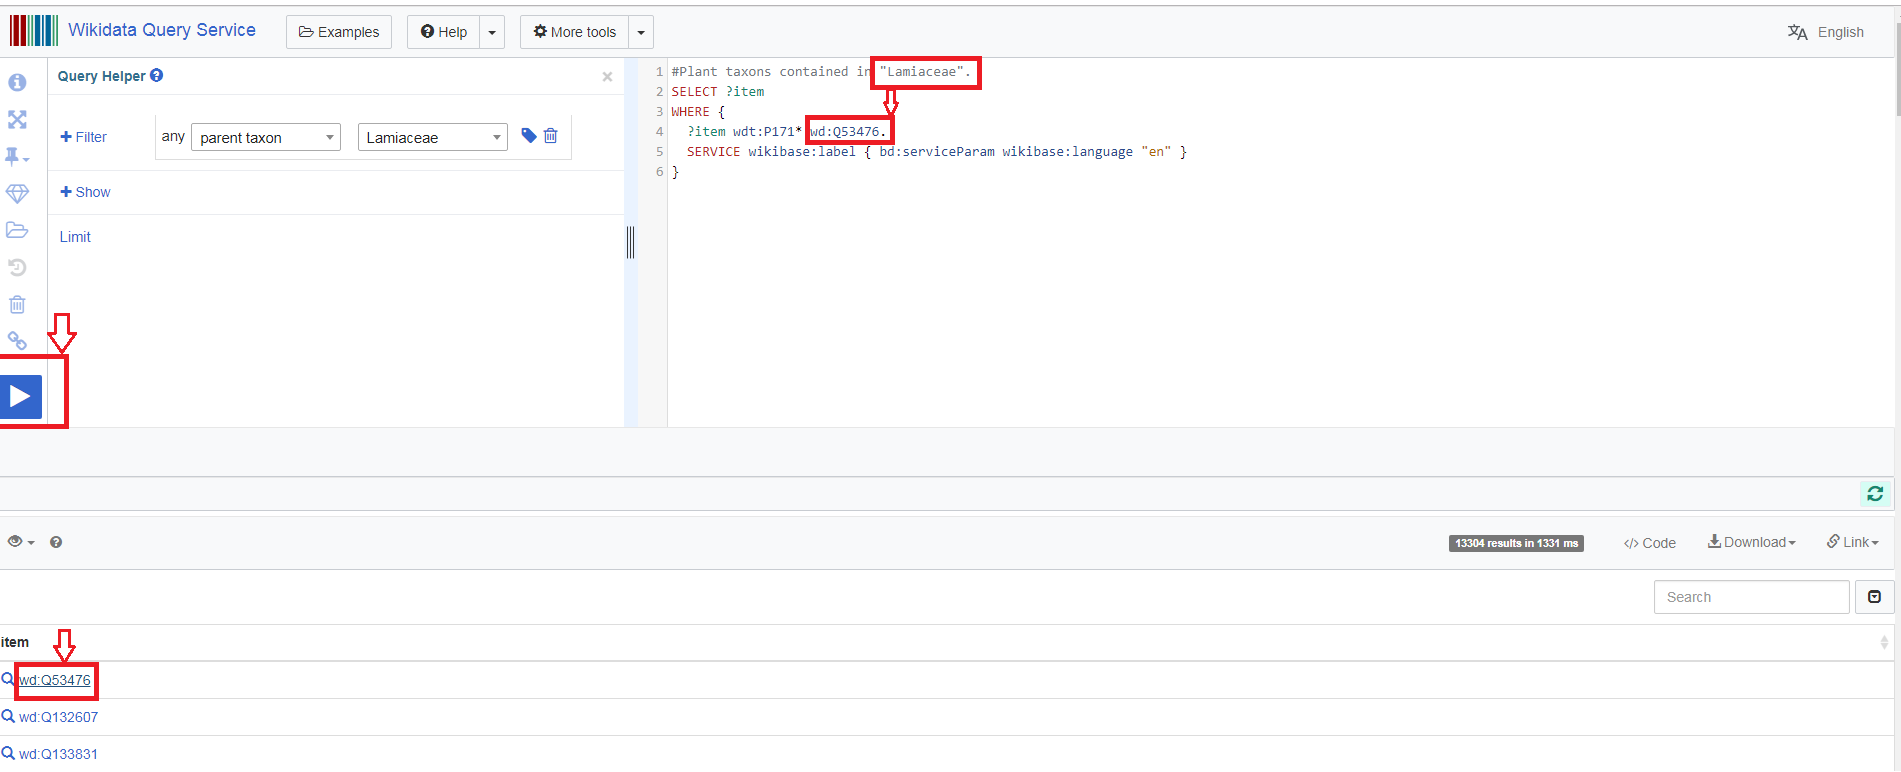 Wikidata Query Service Examples Help More tools English
Query Helper
Filter any parent taxon Lamiaceae
Show
Limit
1 #Plant taxons contained in "Lamiaceae".
2 SELECT ?item
3 WHERE {
4 ?item wdt:P171* wd:Q53476.
5 SERVICE wikibase:label { bd:serviceParam wikibase:language "en" }
6 }
13304 results in 1331 ms </> Code Download Link
Search
item
wd:Q53476
wd:Q132607
wd:Q133831